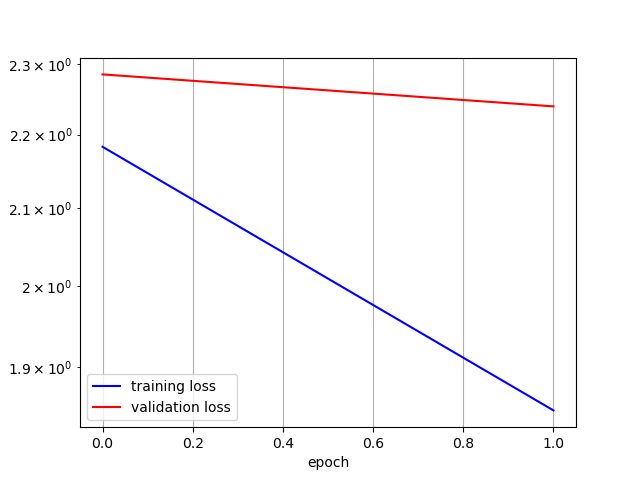 2.3 × 10⁰
2.2 × 10⁰
2.1 × 10⁰
2 × 10⁰
1.9 × 10⁰
training loss
validation loss
0.0 0.2 0.4 0.6 0.8 1.0
epoch